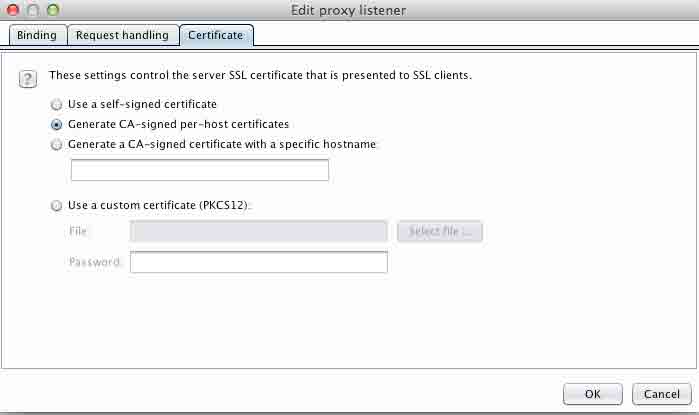 Edit proxy listener
Binding Request handling Certificate
?
These settings control the server SSL certificate that is presented to SSL clients.
Use a self-signed certificate
Generate CA-signed per-host certificates
Generate a CA-signed certificate with a specific hostname:
Use a custom certificate (PKCS12):
File: Select file ...
Password:
OK Cancel